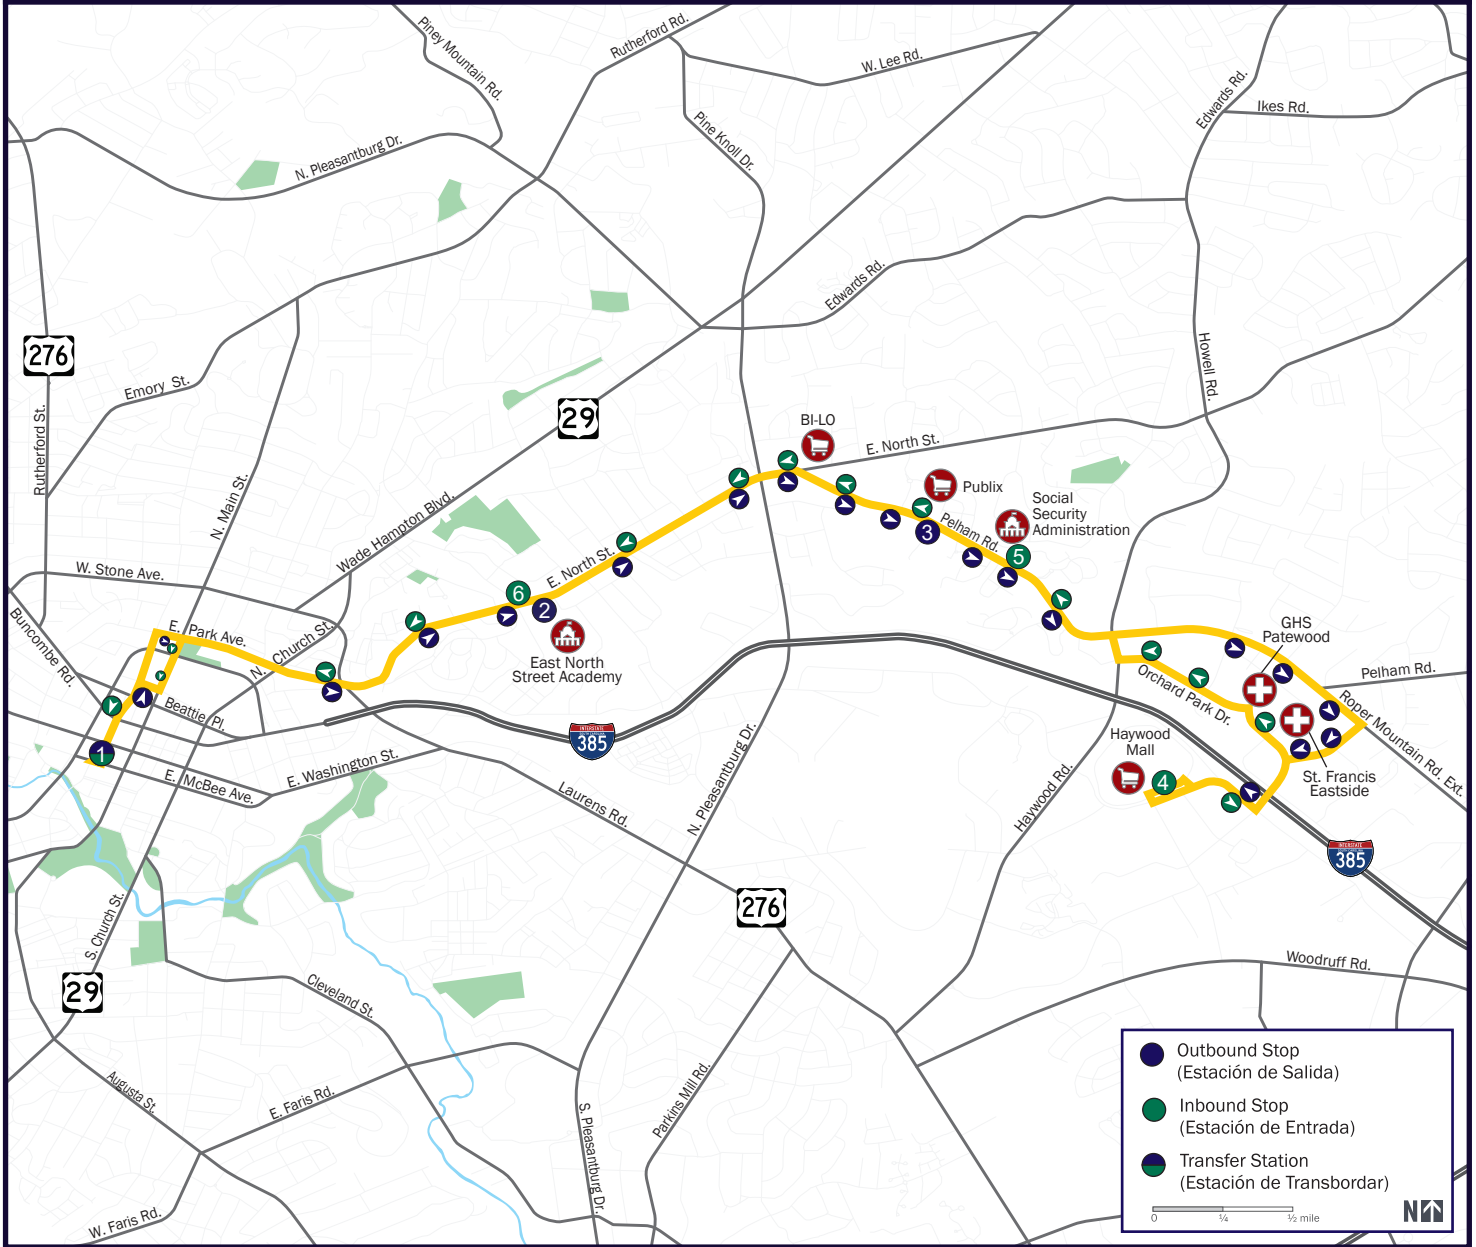 Piney Mountain Rd.
Rutherford Rd.
W. Lee Rd.
Edwards Rd.
Ikes Rd.
N. Pleasantburg Dr.
Pine Knoll Dr.
Edwards Rd.
276
Howell Rd.
Emory St.
29
Rutherford St.
BI-LO
E. North St.
N. Main St.
Wade Hampton Blvd.
Publix
Social
Security
Administration
3
Pelham Rd.
5
W. Stone Ave.
E. North St.
6
2
Buncombe Rd.
E. Park Ave.
N. Church St.
East North
Street Academy
GHS
Patewood
Pelham Rd.
Orchard Park Dr.
Roper Mountain Rd. Ext.
Beattie Pl.
1
INTERSTATE
385
Haywood
Mall
4
St. Francis
Eastside
E. Washington St.
E. McBee Ave.
Laurens Rd.
N. Pleasantburg Dr.
Haywood Rd.
INTERSTATE
385
276
S. Church St.
29
Cleveland St.
Woodruff Rd.
Augusta St.
E. Faris Rd.
S. Pleasantburg Dr.
Parkins Mill Rd.
W. Faris Rd.
Outbound Stop
(Estación de Salida)
Inbound Stop
(Estación de Entrada)
Transfer Station
(Estación de Transbordar)
0 ¼ ½ mile
N